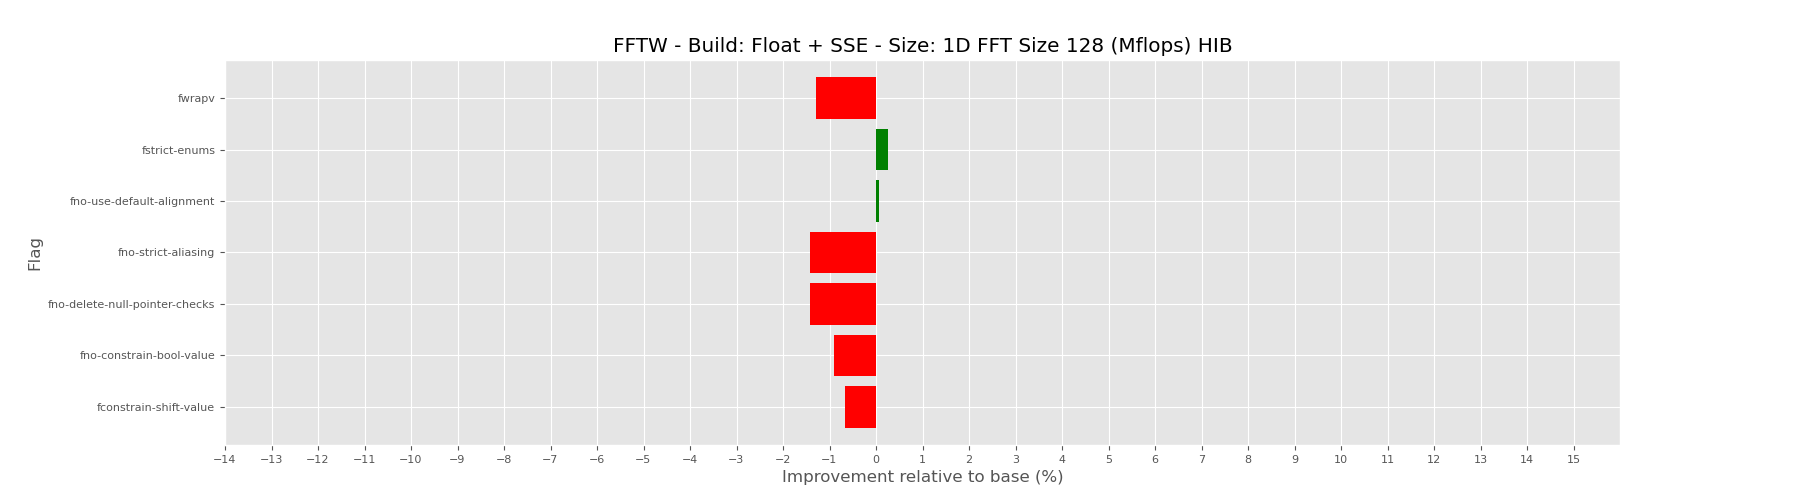 FFTW - Build: Float + SSE - Size: 1D FFT Size 128 (Mflops) HIB
Flag
fwrapv
fstrict-enums
fno-use-default-alignment
fno-strict-aliasing
fno-delete-null-pointer-checks
fno-constrain-bool-value
fconstrain-shift-value
−14 −13 −12 −11 −10 −9 −8 −7 −6 −5 −4 −3 −2 −1 0 1 2 3 4 5 6 7 8 9 10 11 12 13 14 15
Improvement relative to base (%)